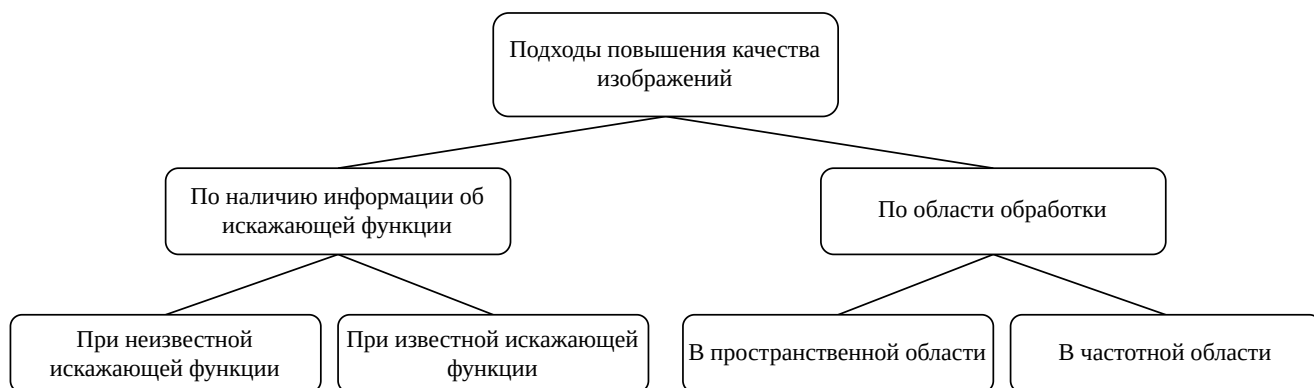 Подходы повышения качества
изображений
По наличию информации об
искажающей функции
По области обработки
При неизвестной
искажающей функции
При известной искажающей
функции
В пространственной области
В частотной области